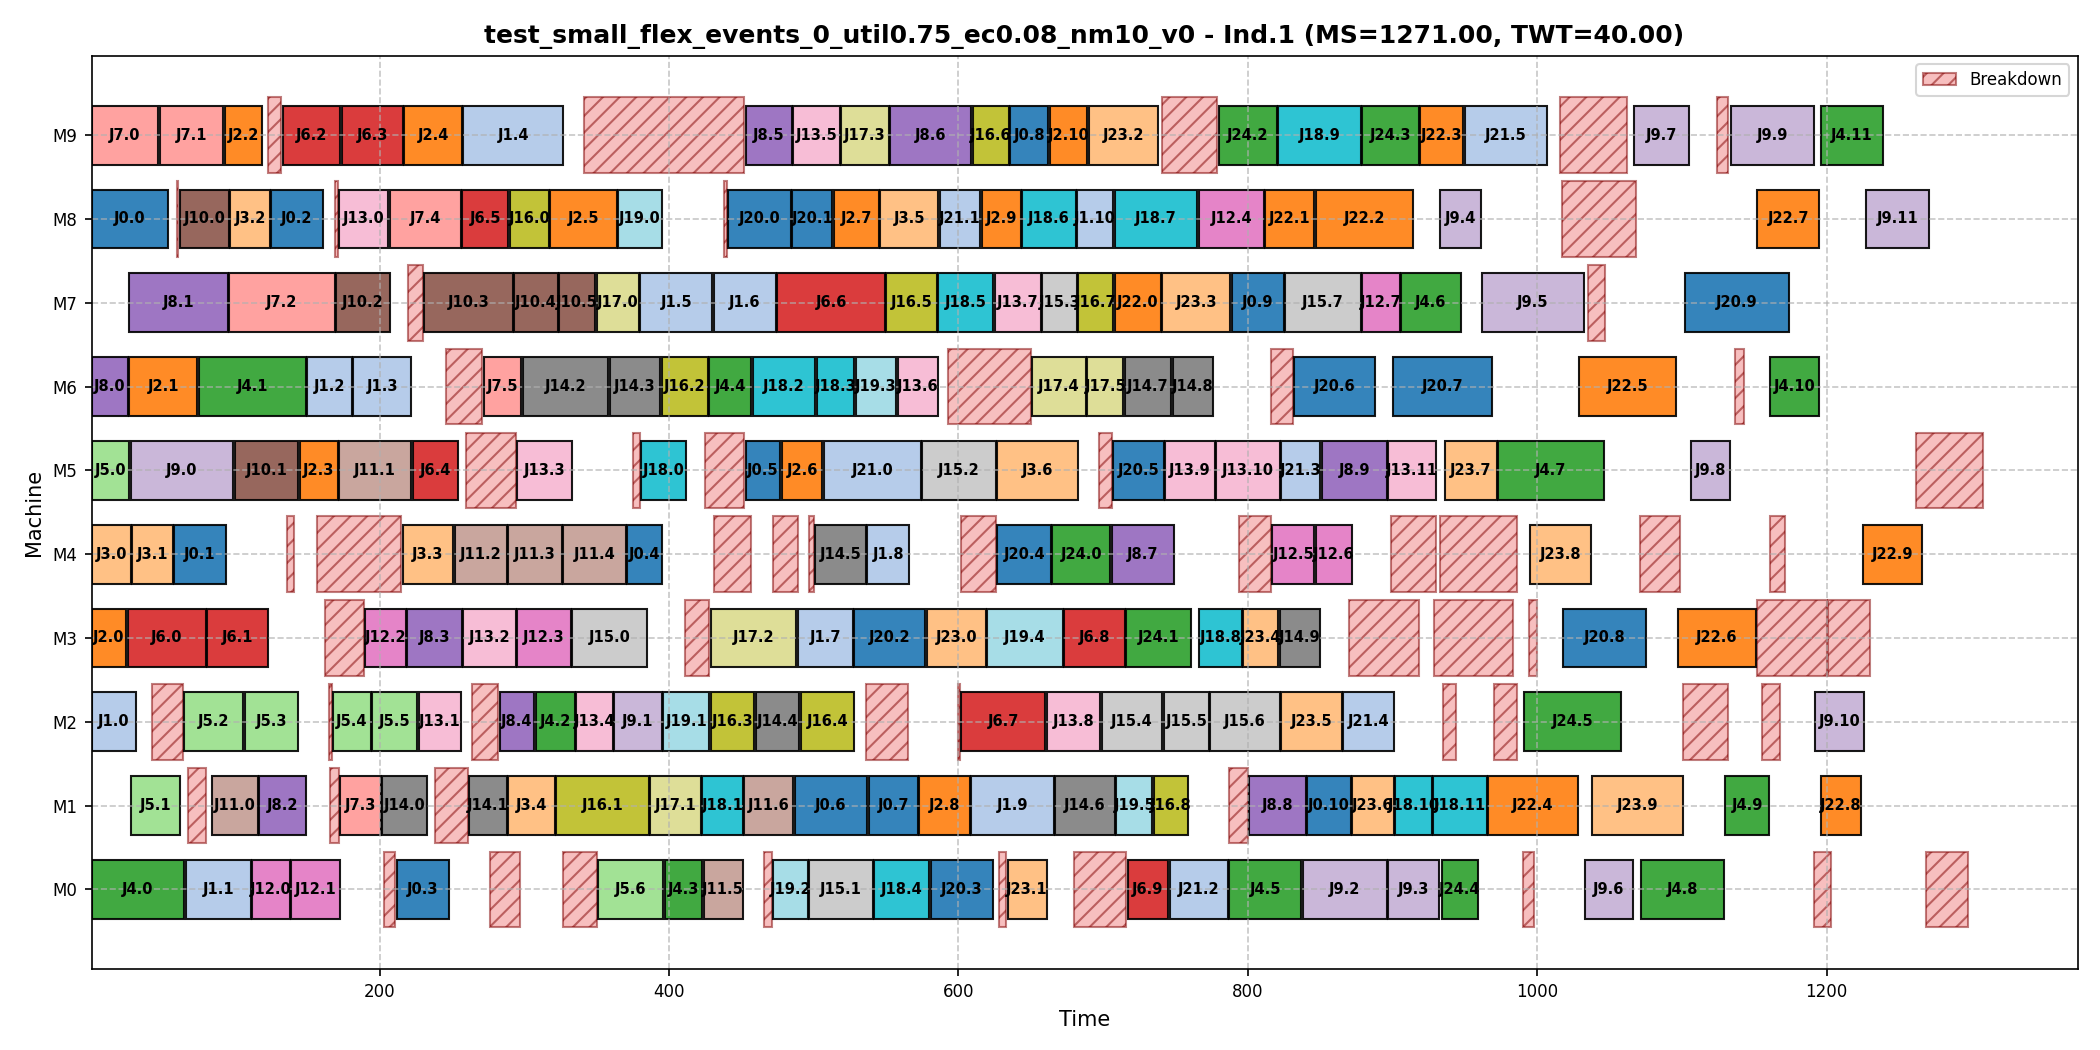 test_small_flex_events_0_util0.75_ec0.08_nm10_v0 - Ind.1 (MS=1271.00, TWT=40.00)
Breakdown
M9 J7.0 J7.1 J2.2 J6.2 J6.3 J2.4 J1.4 J8.5 J13.5 J17.3 J8.6 J16.6 J0.8 J2.10 J23.2 J24.2 J18.9 J24.3 J22.3 J21.5 J9.7 J9.9 J4.11
M8 J0.0 J10.0 J3.2 J0.2 J13.0 J7.4 J6.5 J16.0 J2.5 J19.0 J20.0 J20.1 J2.7 J3.5 J21.1 J2.9 J18.6 J1.10 J18.7 J12.4 J22.1 J22.2 J9.4 J22.7 J9.11
M7 J8.1 J7.2 J10.2 J10.3 J10.4 J10.5 J17.0 J1.5 J1.6 J6.6 J16.5 J18.5 J13.7 J15.3 J16.7 J22.0 J23.3 J0.9 J15.7 J12.7 J4.6 J9.5 J20.9
M6 J8.0 J2.1 J4.1 J1.2 J1.3 J7.5 J14.2 J14.3 J16.2 J4.4 J18.2 J18.3 J19.3 J13.6 J17.4 J17.5 J14.7 J14.8 J20.6 J20.7 J22.5 J4.10
M5 J5.0 J9.0 J10.1 J2.3 J11.1 J6.4 J13.3 J18.0 J0.5 J2.6 J21.0 J15.2 J3.6 J20.5 J13.9 J13.10 J21.3 J8.9 J13.11 J23.7 J4.7 J9.8
M4 J3.0 J3.1 J0.1 J3.3 J11.2 J11.3 J11.4 J0.4 J14.5 J1.8 J20.4 J24.0 J8.7 J12.5 J12.6 J23.8 J22.9
M3 J2.0 J6.0 J6.1 J12.2 J8.3 J13.2 J12.3 J15.0 J17.2 J1.7 J20.2 J23.0 J19.4 J6.8 J24.1 J18.8 J23.4 J14.9 J20.8 J22.6
M2 J1.0 J5.2 J5.3 J5.4 J5.5 J13.1 J8.4 J4.2 J13.4 J9.1 J19.1 J16.3 J14.4 J16.4 J6.7 J13.8 J15.4 J15.5 J15.6 J23.5 J21.4 J24.5 J9.10
M1 J5.1 J11.0 J8.2 J7.3 J14.0 J14.1 J3.4 J16.1 J17.1 J18.1 J11.6 J0.6 J0.7 J2.8 J1.9 J14.6 J19.5 J16.8 J8.8 J0.10 J23.6 J18.10 J18.11 J22.4 J23.9 J4.9 J22.8
M0 J4.0 J1.1 J12.0 J12.1 J0.3 J5.6 J4.3 J11.5 J19.2 J15.1 J18.4 J20.3 J23.1 J6.9 J21.2 J4.5 J9.2 J9.3 J24.4 J9.6 J4.8
200 400 600 800 1000 1200
Time
Machine